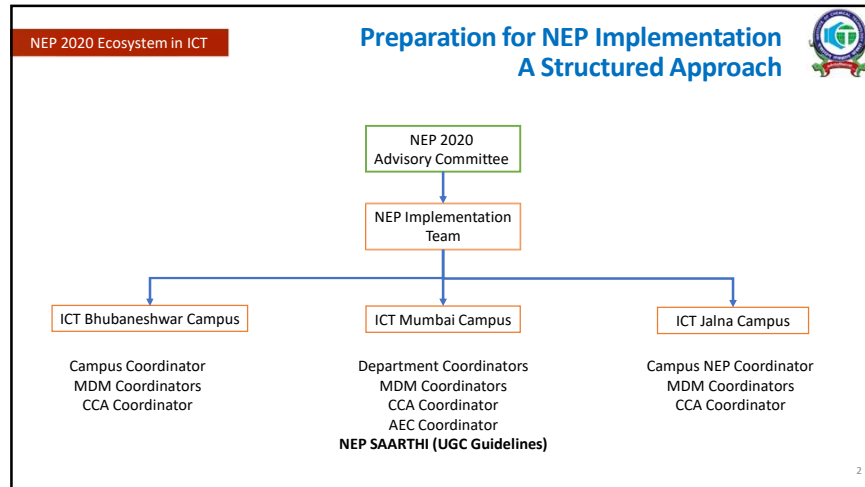 NEP 2020 Ecosystem in ICT
Preparation for NEP Implementation
A Structured Approach
NEP 2020
Advisory Committee
NEP Implementation
Team
ICT Bhubaneshwar Campus
ICT Mumbai Campus
ICT Jalna Campus
Campus Coordinator
MDM Coordinators
CCA Coordinator
Department Coordinators
MDM Coordinators
CCA Coordinator
AEC Coordinator
NEP SAARTHI (UGC Guidelines)
Campus NEP Coordinator
MDM Coordinators
CCA Coordinator
2